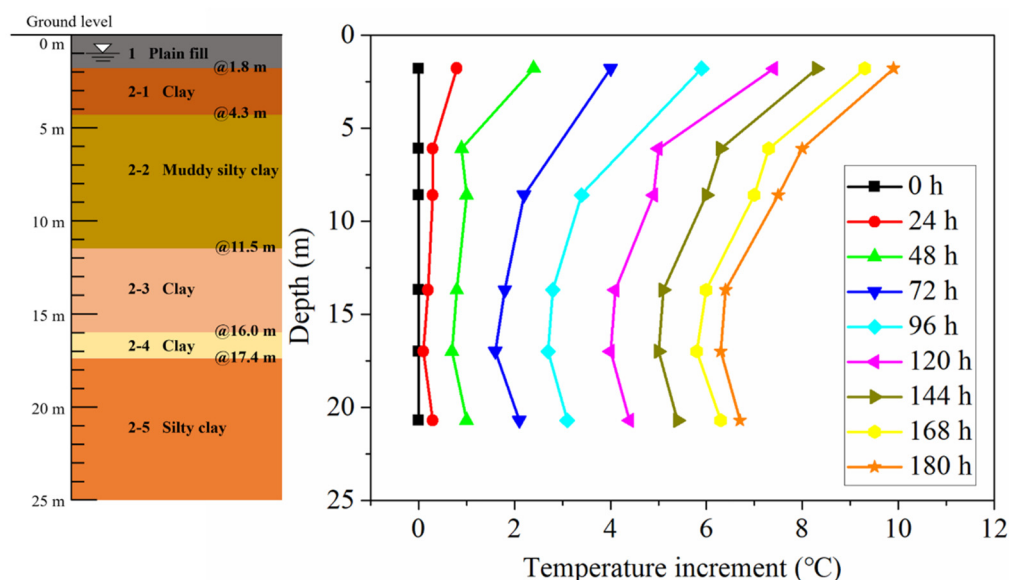 Ground level
0 m
1 Plain fill
@1.8 m
2-1 Clay
@4.3 m
5 m
2-2 Muddy silty clay
10 m
@11.5 m
2-3 Clay
15 m
@16.0 m
2-4 Clay
@17.4 m
20 m
2-5 Silty clay
25 m
Depth (m)
0
5
10
15
20
25
0 2 4 6 8 10 12
Temperature increment (℃)
0 h
24 h
48 h
72 h
96 h
120 h
144 h
168 h
180 h